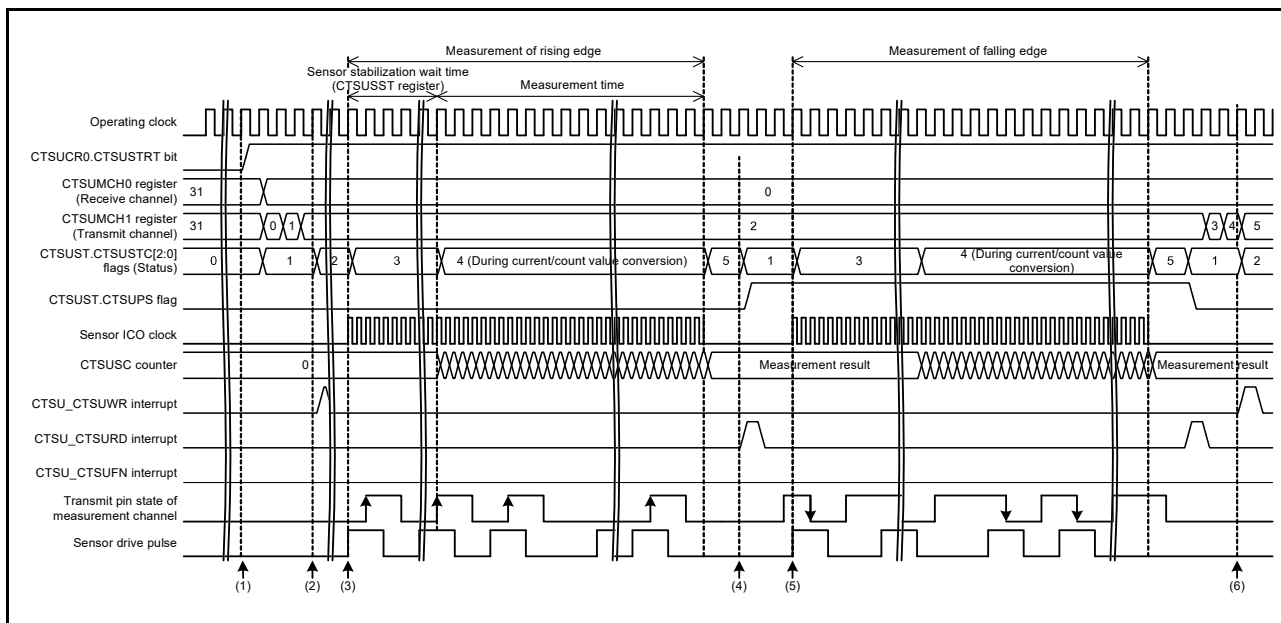 Measurement of rising edge
Measurement of falling edge
Sensor stabilization wait time
(CTSUSST register)
Measurement time
Operating clock
CTSUCR0.CTSUSTRT bit
CTSUMCH0 register
(Receive channel)
31
0
CTSUMCH1 register
(Transmit channel)
31
0
1
2
3
4
5
CTSUST.CTSUSTC[2:0]
flags (Status)
0
1
2
3
4 (During current/count value conversion)
5
1
3
4 (During current/count value
conversion)
5
1
2
CTSUST.CTSUPS flag
Sensor ICO clock
CTSUSC counter
0
Measurement result
Measurement result
CTSU_CTSUWR interrupt
CTSU_CTSURD interrupt
CTSU_CTSUFN interrupt
Transmit pin state of
measurement channel
Sensor drive pulse
(1)
(2)
(3)
(4)
(5)
(6)